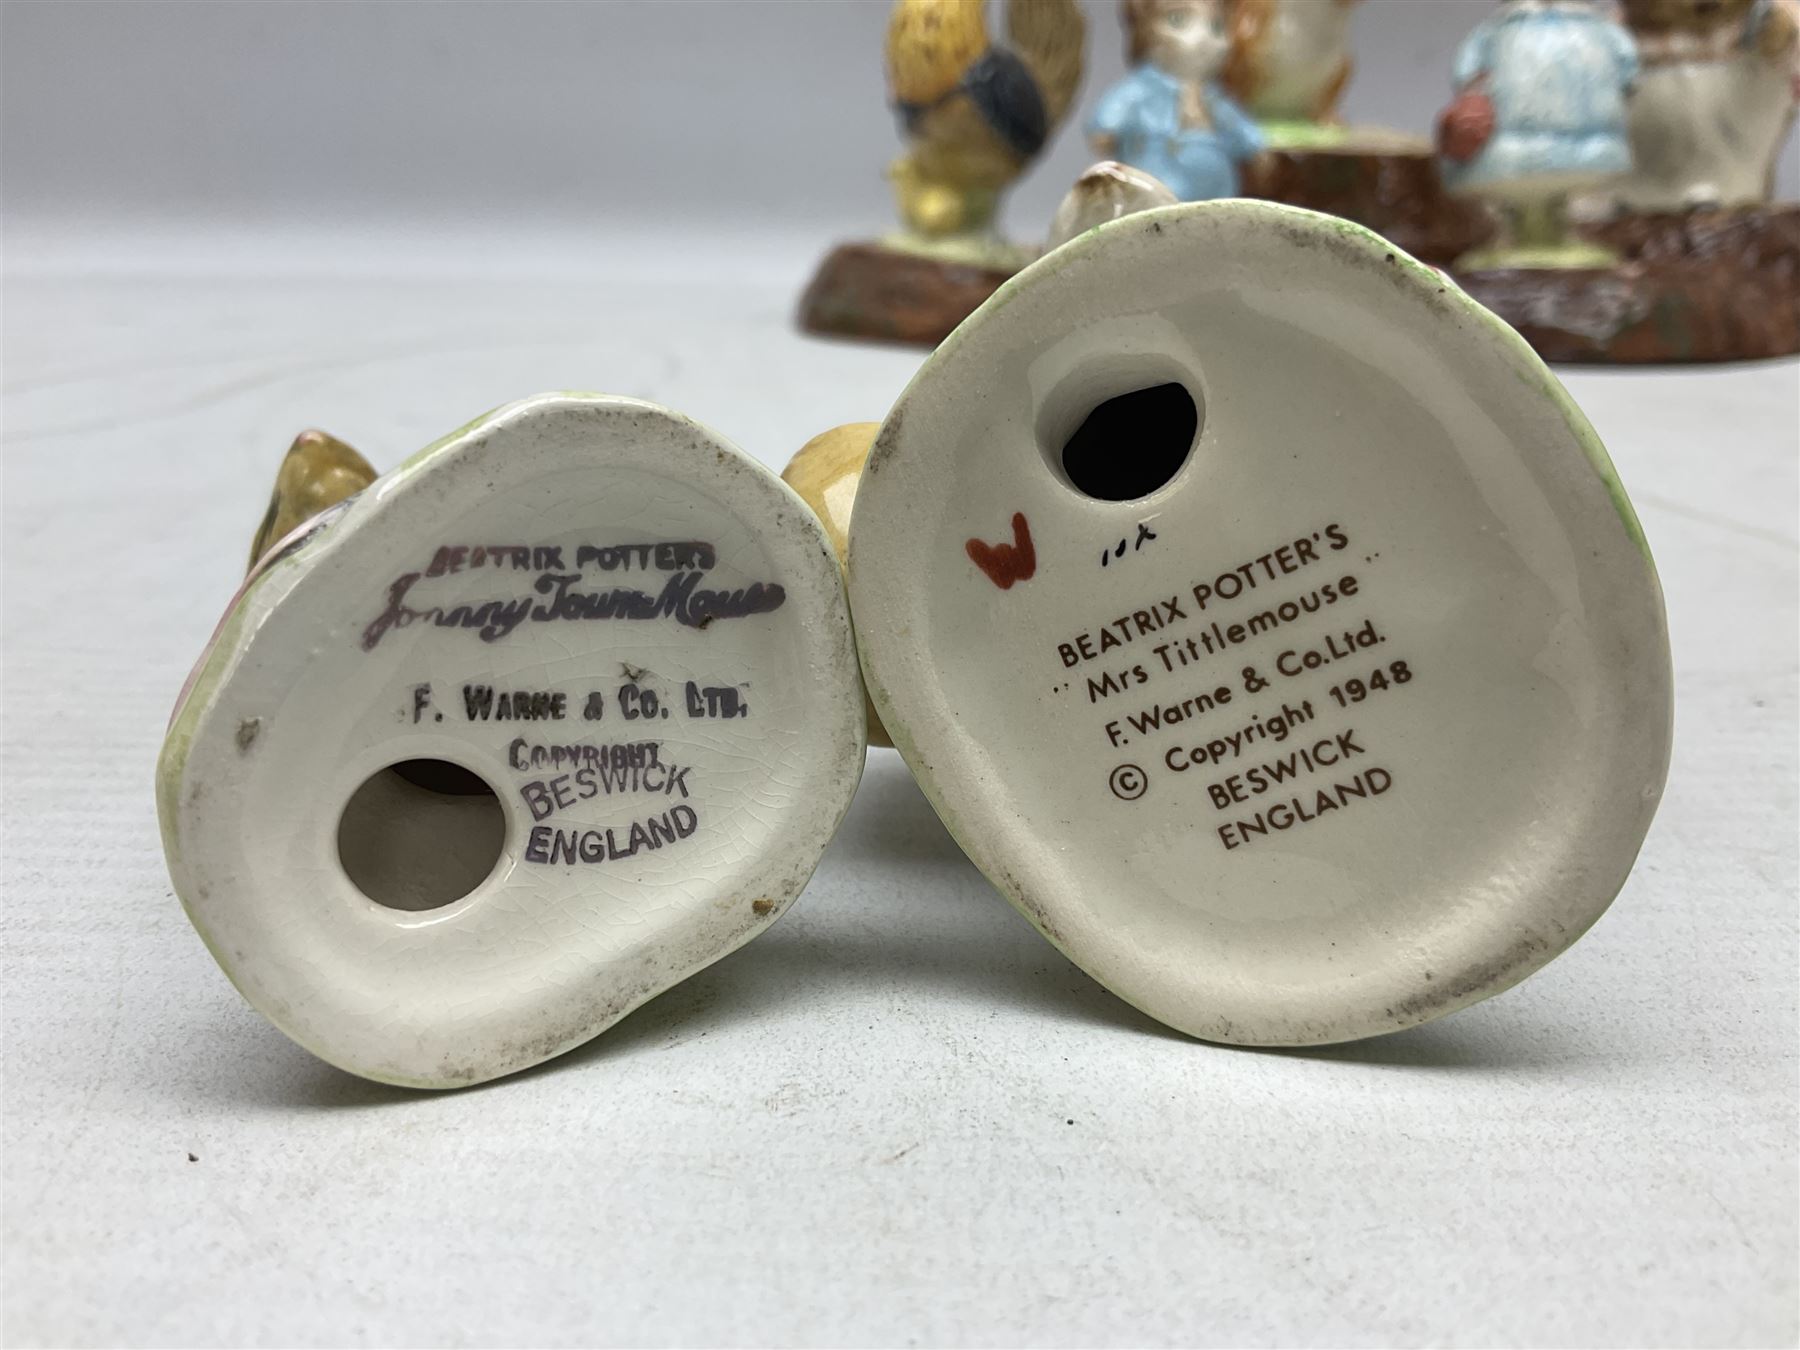 BEATRIX POTTER'S
Johnny Town-Mouse
F. WARNE & CO. LTD.
COPYRIGHT
BESWICK
ENGLAND
W
BEATRIX POTTER'S
"Mrs Tittlemouse"
F. Warne & Co.Ltd.
© Copyright 1948
BESWICK
ENGLAND